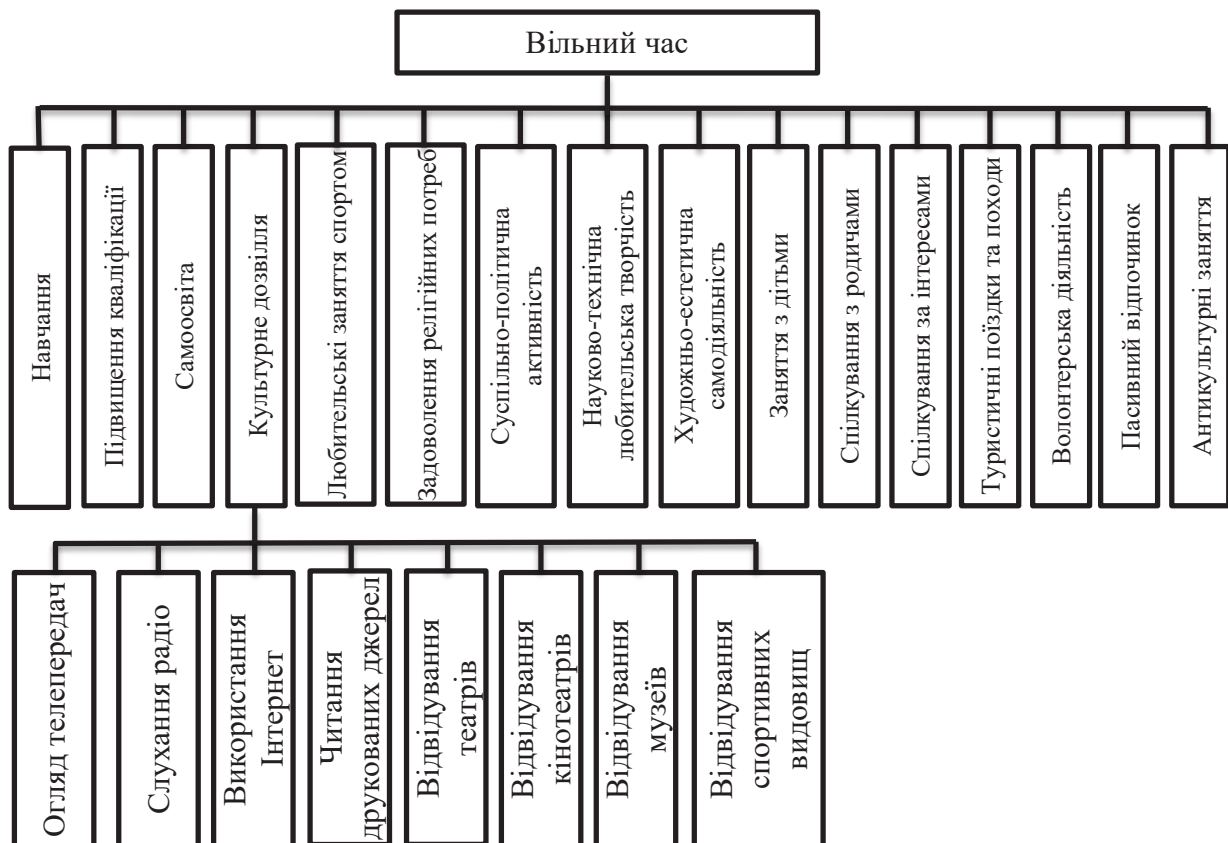 Вільний час
Навчання
Підвищення кваліфікації
Самоосвіта
Культурне дозвілля
Любительські заняття спортом
Задоволення релігійних потреб
Суспільно-політична
активність
Науково-технічна
любительська творчість
Художньо-естетична
самодіяльність
Заняття з дітьми
Спілкування з родичами
Спілкування за інтересами
Туристичні поїздки та походи
Волонтерська діяльність
Пасивний відпочинок
Антикультурні заняття
Огляд телепередач
Слухання радіо
Використання
Інтернет
Читання
друкованих джерел
Відвідування
театрів
Відвідування
кінотеатрів
Відвідування
музеїв
Відвідування
спортивних
видовищ